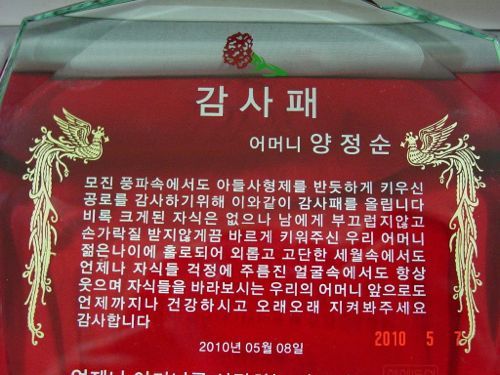 감사패
어머니 양정순
모진 풍파속에서도 아들사형제를 반듯하게 키우신
공로를 감사하기위해 이와같이 감사패를 올립니다
비록 크게된 자식은 없으나 남에게 부끄럽지않고
손가락질 받지않게끔 바르게 키워주신 우리 어머니
젊은나이에 홀로되어 외롭고 고단한 세월속에서도
언제나 자식들 걱정에 주름진 얼굴속에서도 항상
웃으며 자식들을 바라보시는 우리의 어머니 앞으로도
언제까지나 건강하시고 오래오래 지켜봐주세요
감사합니다
2010년 05월 08일
2010 5 7